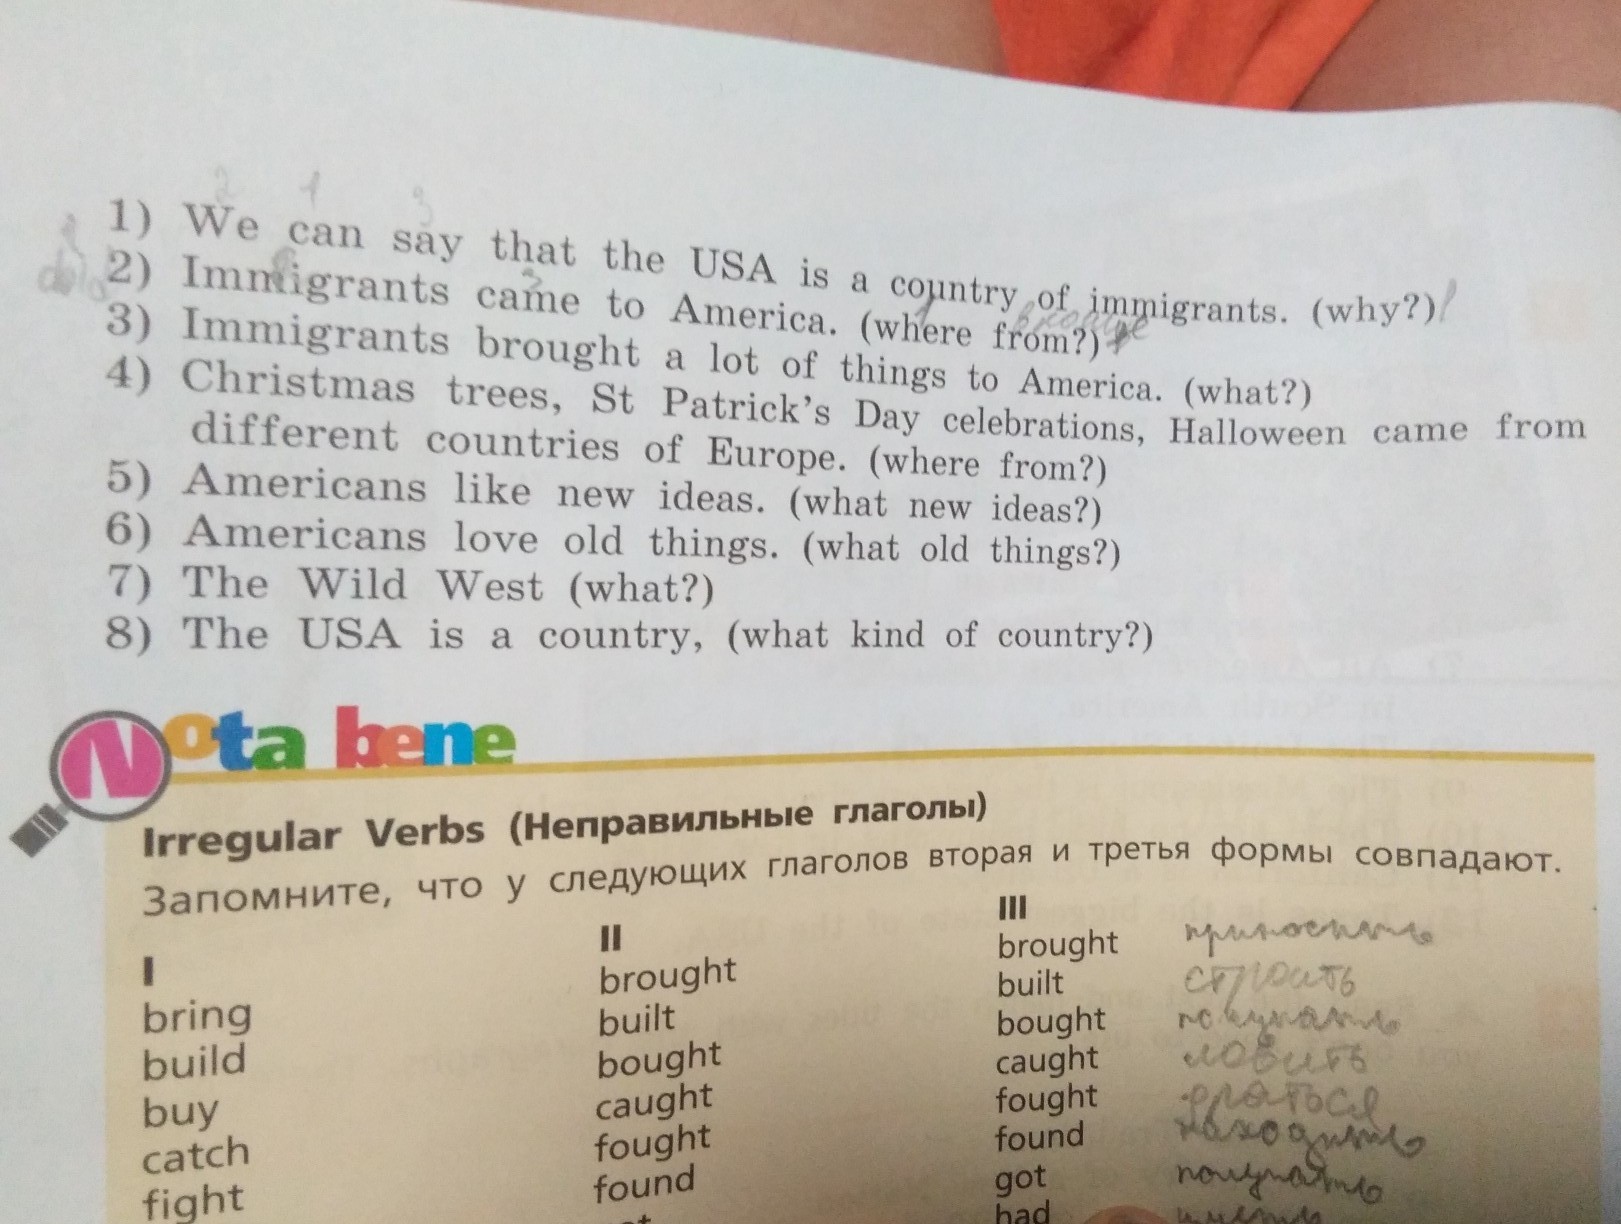 2 1 3
1) We can say that the USA is a country of immigrants. (why?)
2) Immigrants came to America. (where from?)
3) Immigrants brought a lot of things to America. (what?)
4) Christmas trees, St Patrick's Day celebrations, Halloween came from
different countries of Europe. (where from?)
5) Americans like new ideas. (what new ideas?)
6) Americans love old things. (what old things?)
7) The Wild West (what?)
8) The USA is a country, (what kind of country?)
Nota bene
Irregular Verbs (Неправильные глаголы)
Запомните, что у следующих глаголов вторая и третья формы совпадают.
I II III
bring brought brought приносить
build built built строить
buy bought bought покупать
catch caught caught ловить
fight fought fought драться
found found находить
got получать
had